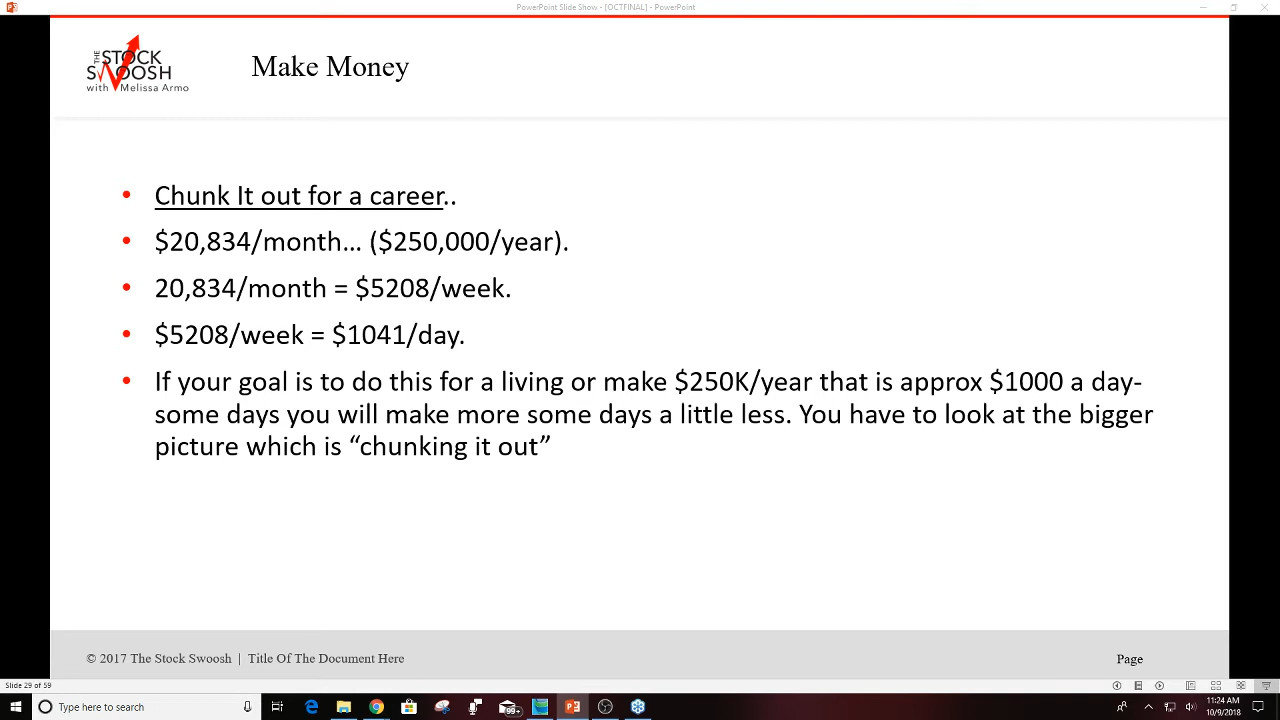 PowerPoint Slide Show - [OCTFINAL] - PowerPoint
THE
STOCK
SWOOSH
with Melissa Armo
Make Money
• Chunk It out for a career..
• $20,834/month... ($250,000/year).
• 20,834/month = $5208/week.
• $5208/week = $1041/day.
• If your goal is to do this for a living or make $250K/year that is approx $1000 a day-
some days you will make more some days a little less. You have to look at the bigger
picture which is “chunking it out”
© 2017 The Stock Swoosh | Title Of The Document Here
Page
Slide 29 of 59
Type here to search
99+
11:24 AM
10/9/2018